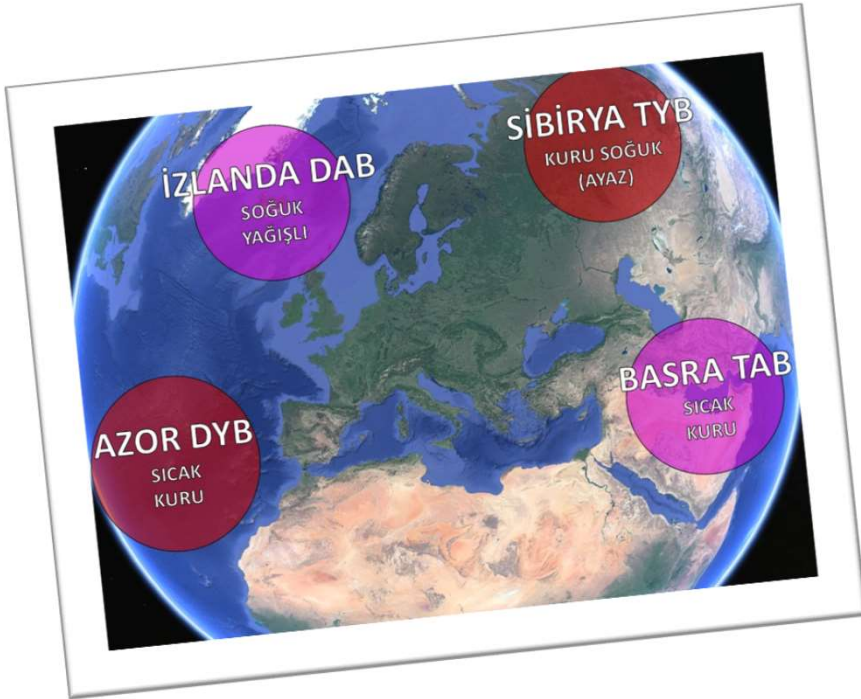 İZLANDA DAB
SOĞUK
YAĞIŞLI
SİBİRYA TYB
KURU SOĞUK
(AYAZ)
AZOR DYB
SICAK
KURU
BASRA TAB
SICAK
KURU